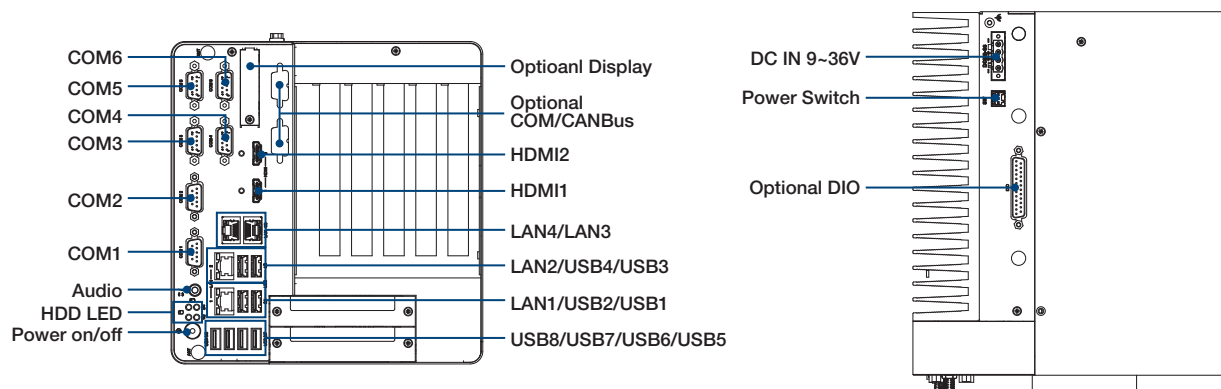 COM6
COM5
COM4
COM3
COM2
COM1
Audio
HDD LED
Power on/off
Optioanl Display
Optional
COM/CANBus
HDMI2
HDMI1
LAN4/LAN3
LAN2/USB4/USB3
LAN1/USB2/USB1
USB8/USB7/USB6/USB5
DC IN 9~36V
Power Switch
Optional DIO